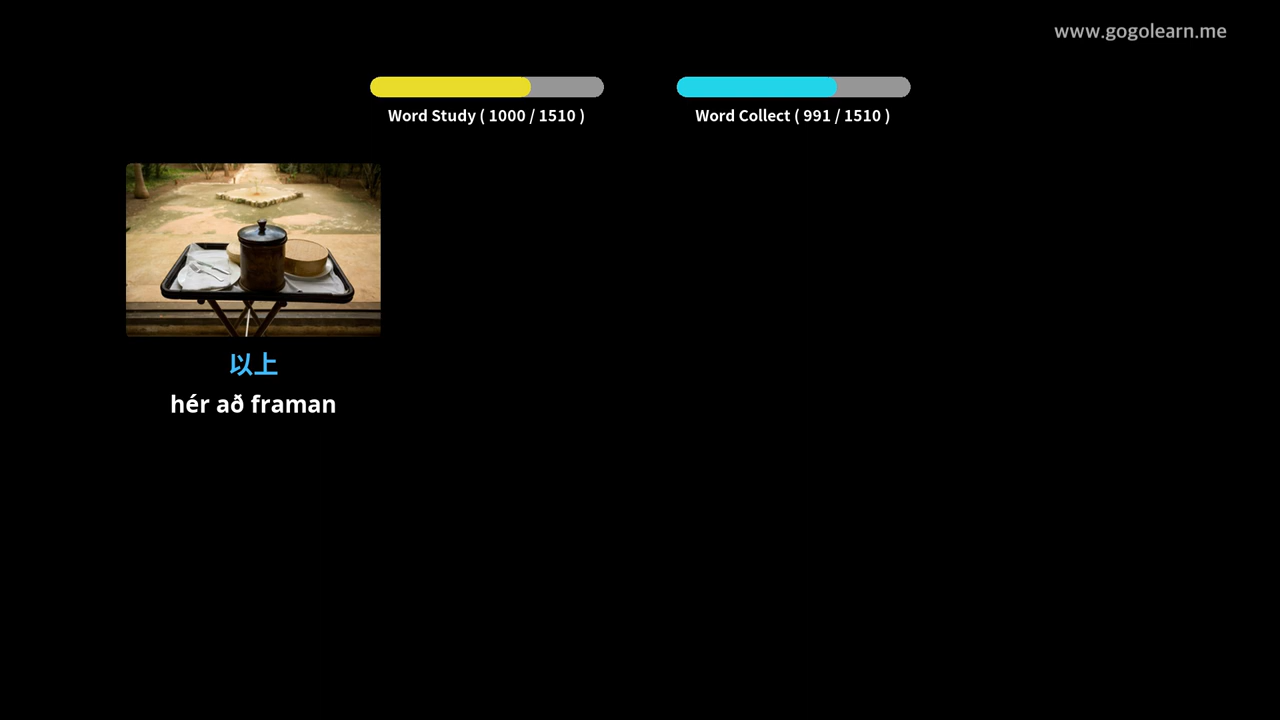 www.gogolearn.me
Word Study ( 1000 / 1510 )
Word Collect ( 991 / 1510 )
以上
hér að framan